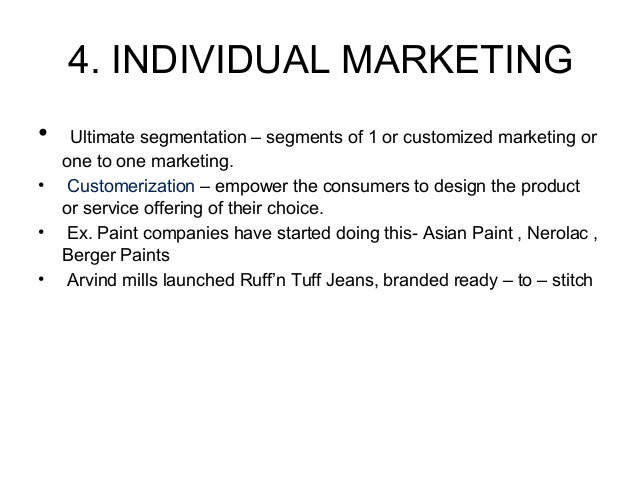 4. INDIVIDUAL MARKETING
• Ultimate segmentation – segments of 1 or customized marketing or
one to one marketing.
• Customerization – empower the consumers to design the product
or service offering of their choice.
• Ex. Paint companies have started doing this- Asian Paint , Nerolac ,
Berger Paints
• Arvind mills launched Ruff’n Tuff Jeans, branded ready – to – stitch